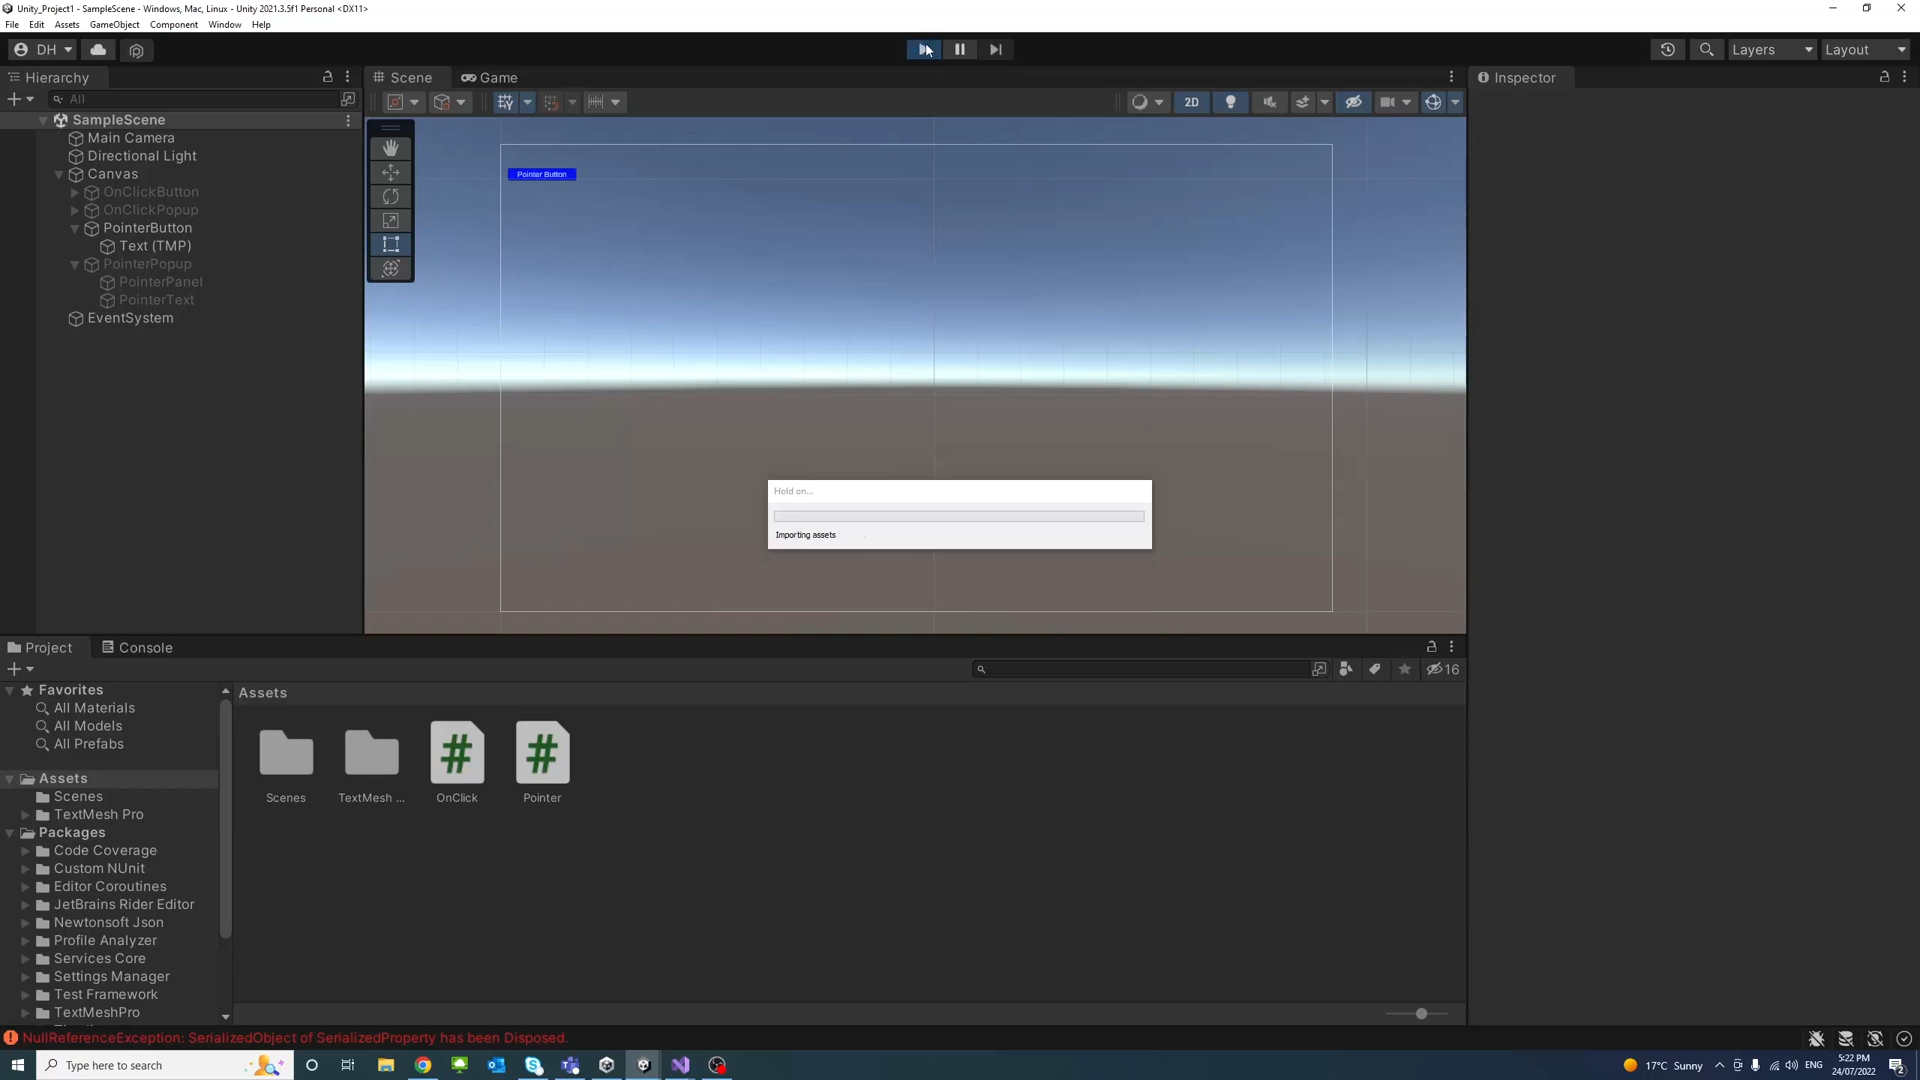 Unity_Project1 - SampleScene - Windows, Mac, Linux - Unity 2021.3.5f1 Personal <DX11>
File Edit Assets GameObject Component Window Help
DH
Layers
Layout
Hierarchy
Scene
Game
Inspector
All
2D
SampleScene
Main Camera
Directional Light
Canvas
OnClickButton
OnClickPopup
PointerButton
Text (TMP)
PointerPopup
PointerPanel
PointerText
EventSystem
Pointer Button
Hold on...
Importing assets
Project
Console
16
Favorites
All Materials
All Models
All Prefabs
Assets
Scenes
TextMesh Pro
Packages
Code Coverage
Custom NUnit
Editor Coroutines
JetBrains Rider Editor
Newtonsoft Json
Profile Analyzer
Services Core
Settings Manager
Test Framework
TextMeshPro
Assets
Scenes
TextMesh ...
OnClick
Pointer
NullReferenceException: SerializedObject of SerializedProperty has been Disposed.
Type here to search
17°C Sunny
ENG
5:22 PM
24/07/2022
2